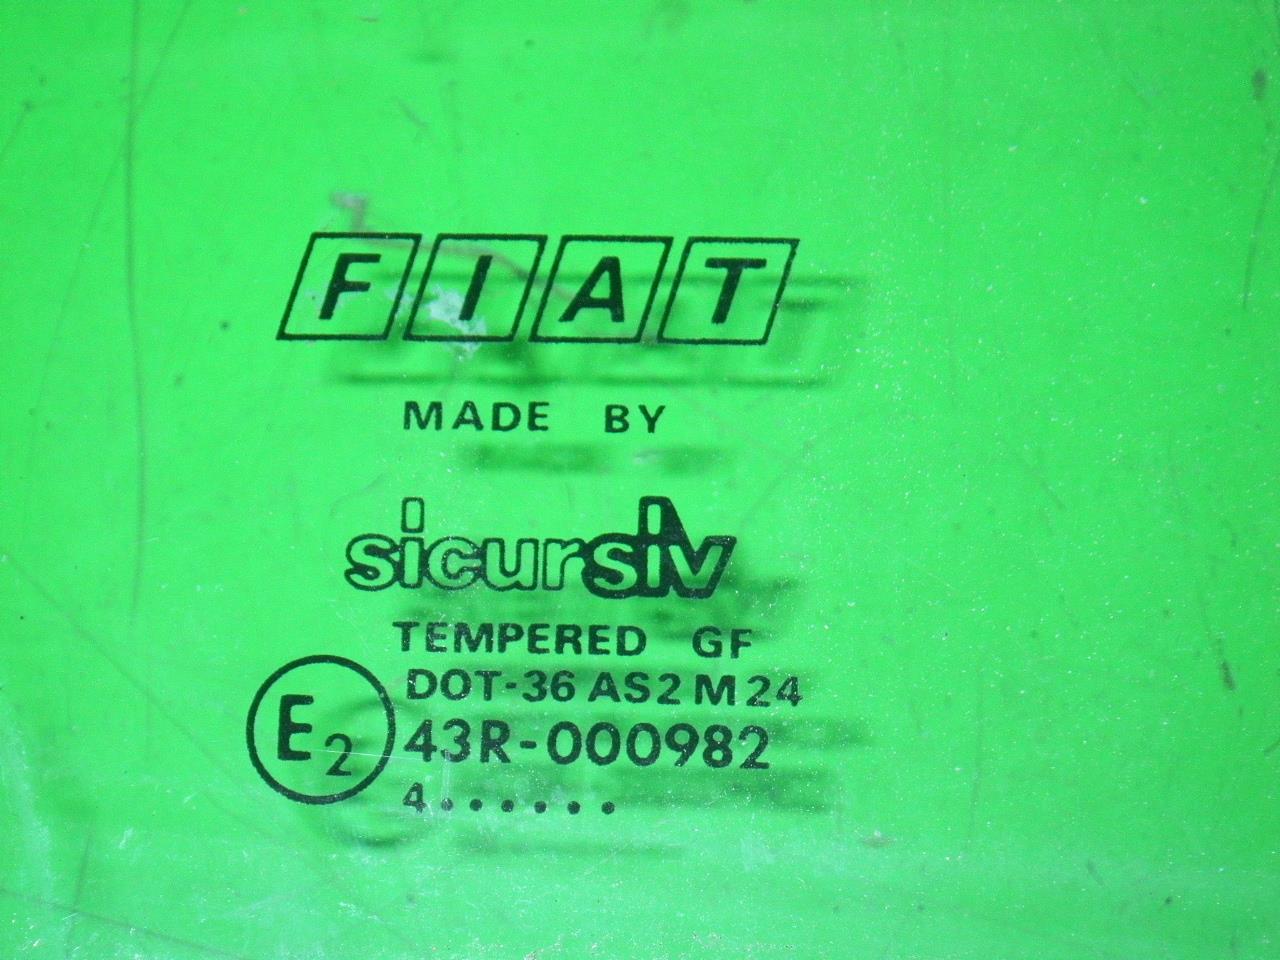 FIAT
MADE BY
sicursiv
TEMPERED GF
DOT-36 AS2 M24
E2 43R-000982
4......